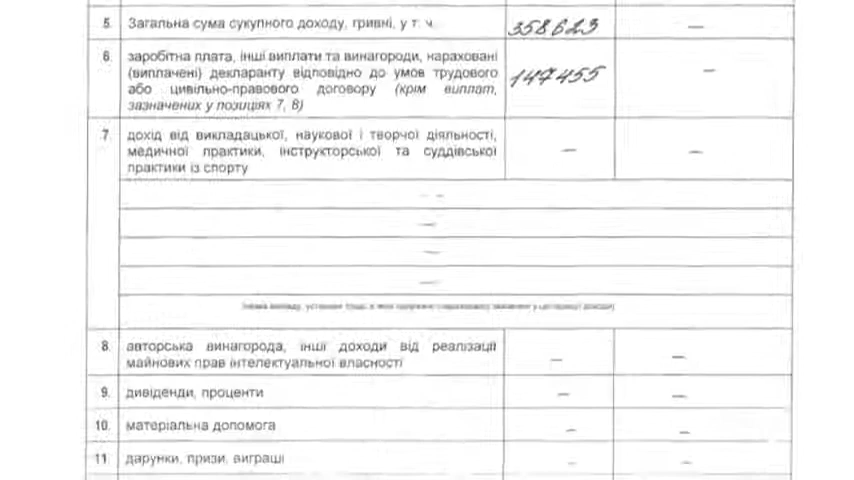 5. Загальна сума сукупного доходу, гривні, у т. ч. 358623 —
6. заробітна плата, інші виплати та винагороди, нараховані
(виплачені) декларанту відповідно до умов трудового
або цивільно-правового договору (крім виплат,
зазначених у позиціях 7, 8) 147455 —
7. дохід від викладацької, наукової і творчої діяльності,
медичної практики, інструкторської та суддівської
практики із спорту — —
— —
—
—
—
8. авторська винагорода, інші доходи від реалізації
майнових прав інтелектуальної власності — —
9. дивіденди, проценти — —
10. матеріальна допомога — —
11. дарунки, призи, виграші — —